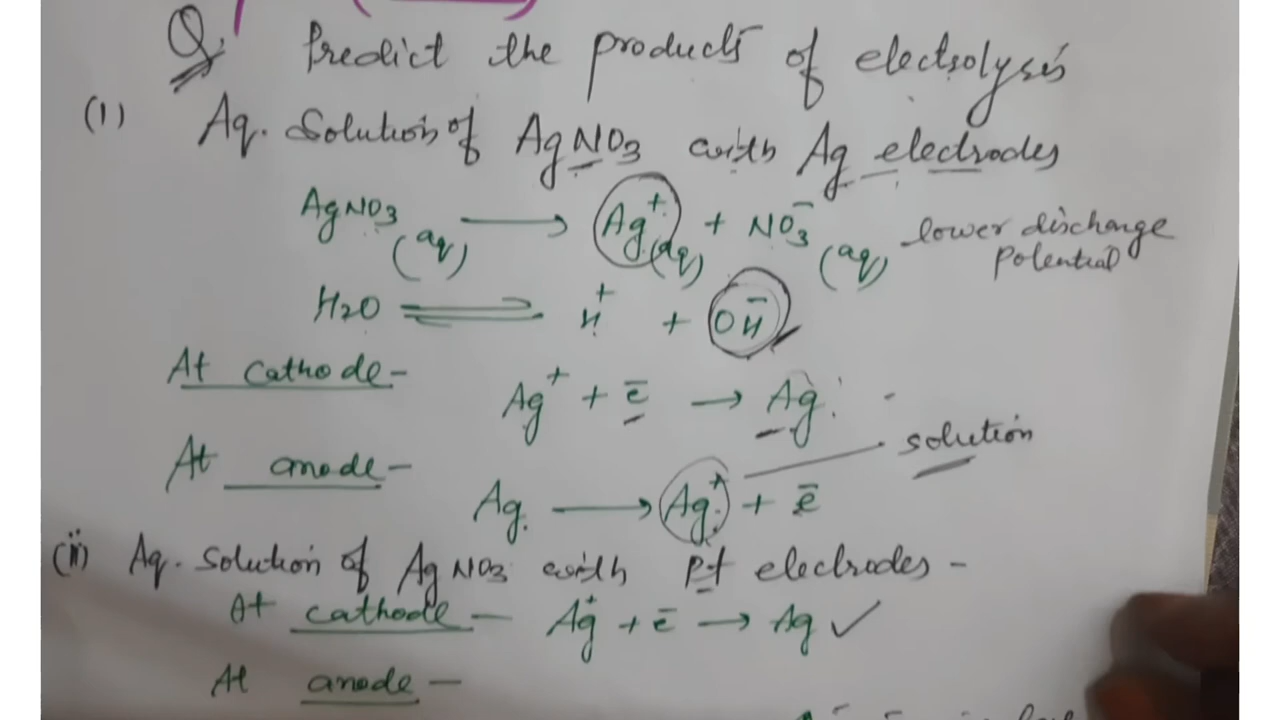 Q. Predict the products of electrolysis
(1) Aq. Solution of AgNO3 with Ag electrodes
AgNO3 (aq) ⟶ Ag+ (aq) + NO3− (aq) lower discharge potential
H2O ⇌ H+ + OH−
At cathode- Ag+ + e− → Ag.
At anode- Ag. ⟶ Ag+ + e− solution
(ii) Aq. Solution of AgNO3 with Pt electrodes -
At cathode - Ag+ + e− → Ag ✓
At anode -